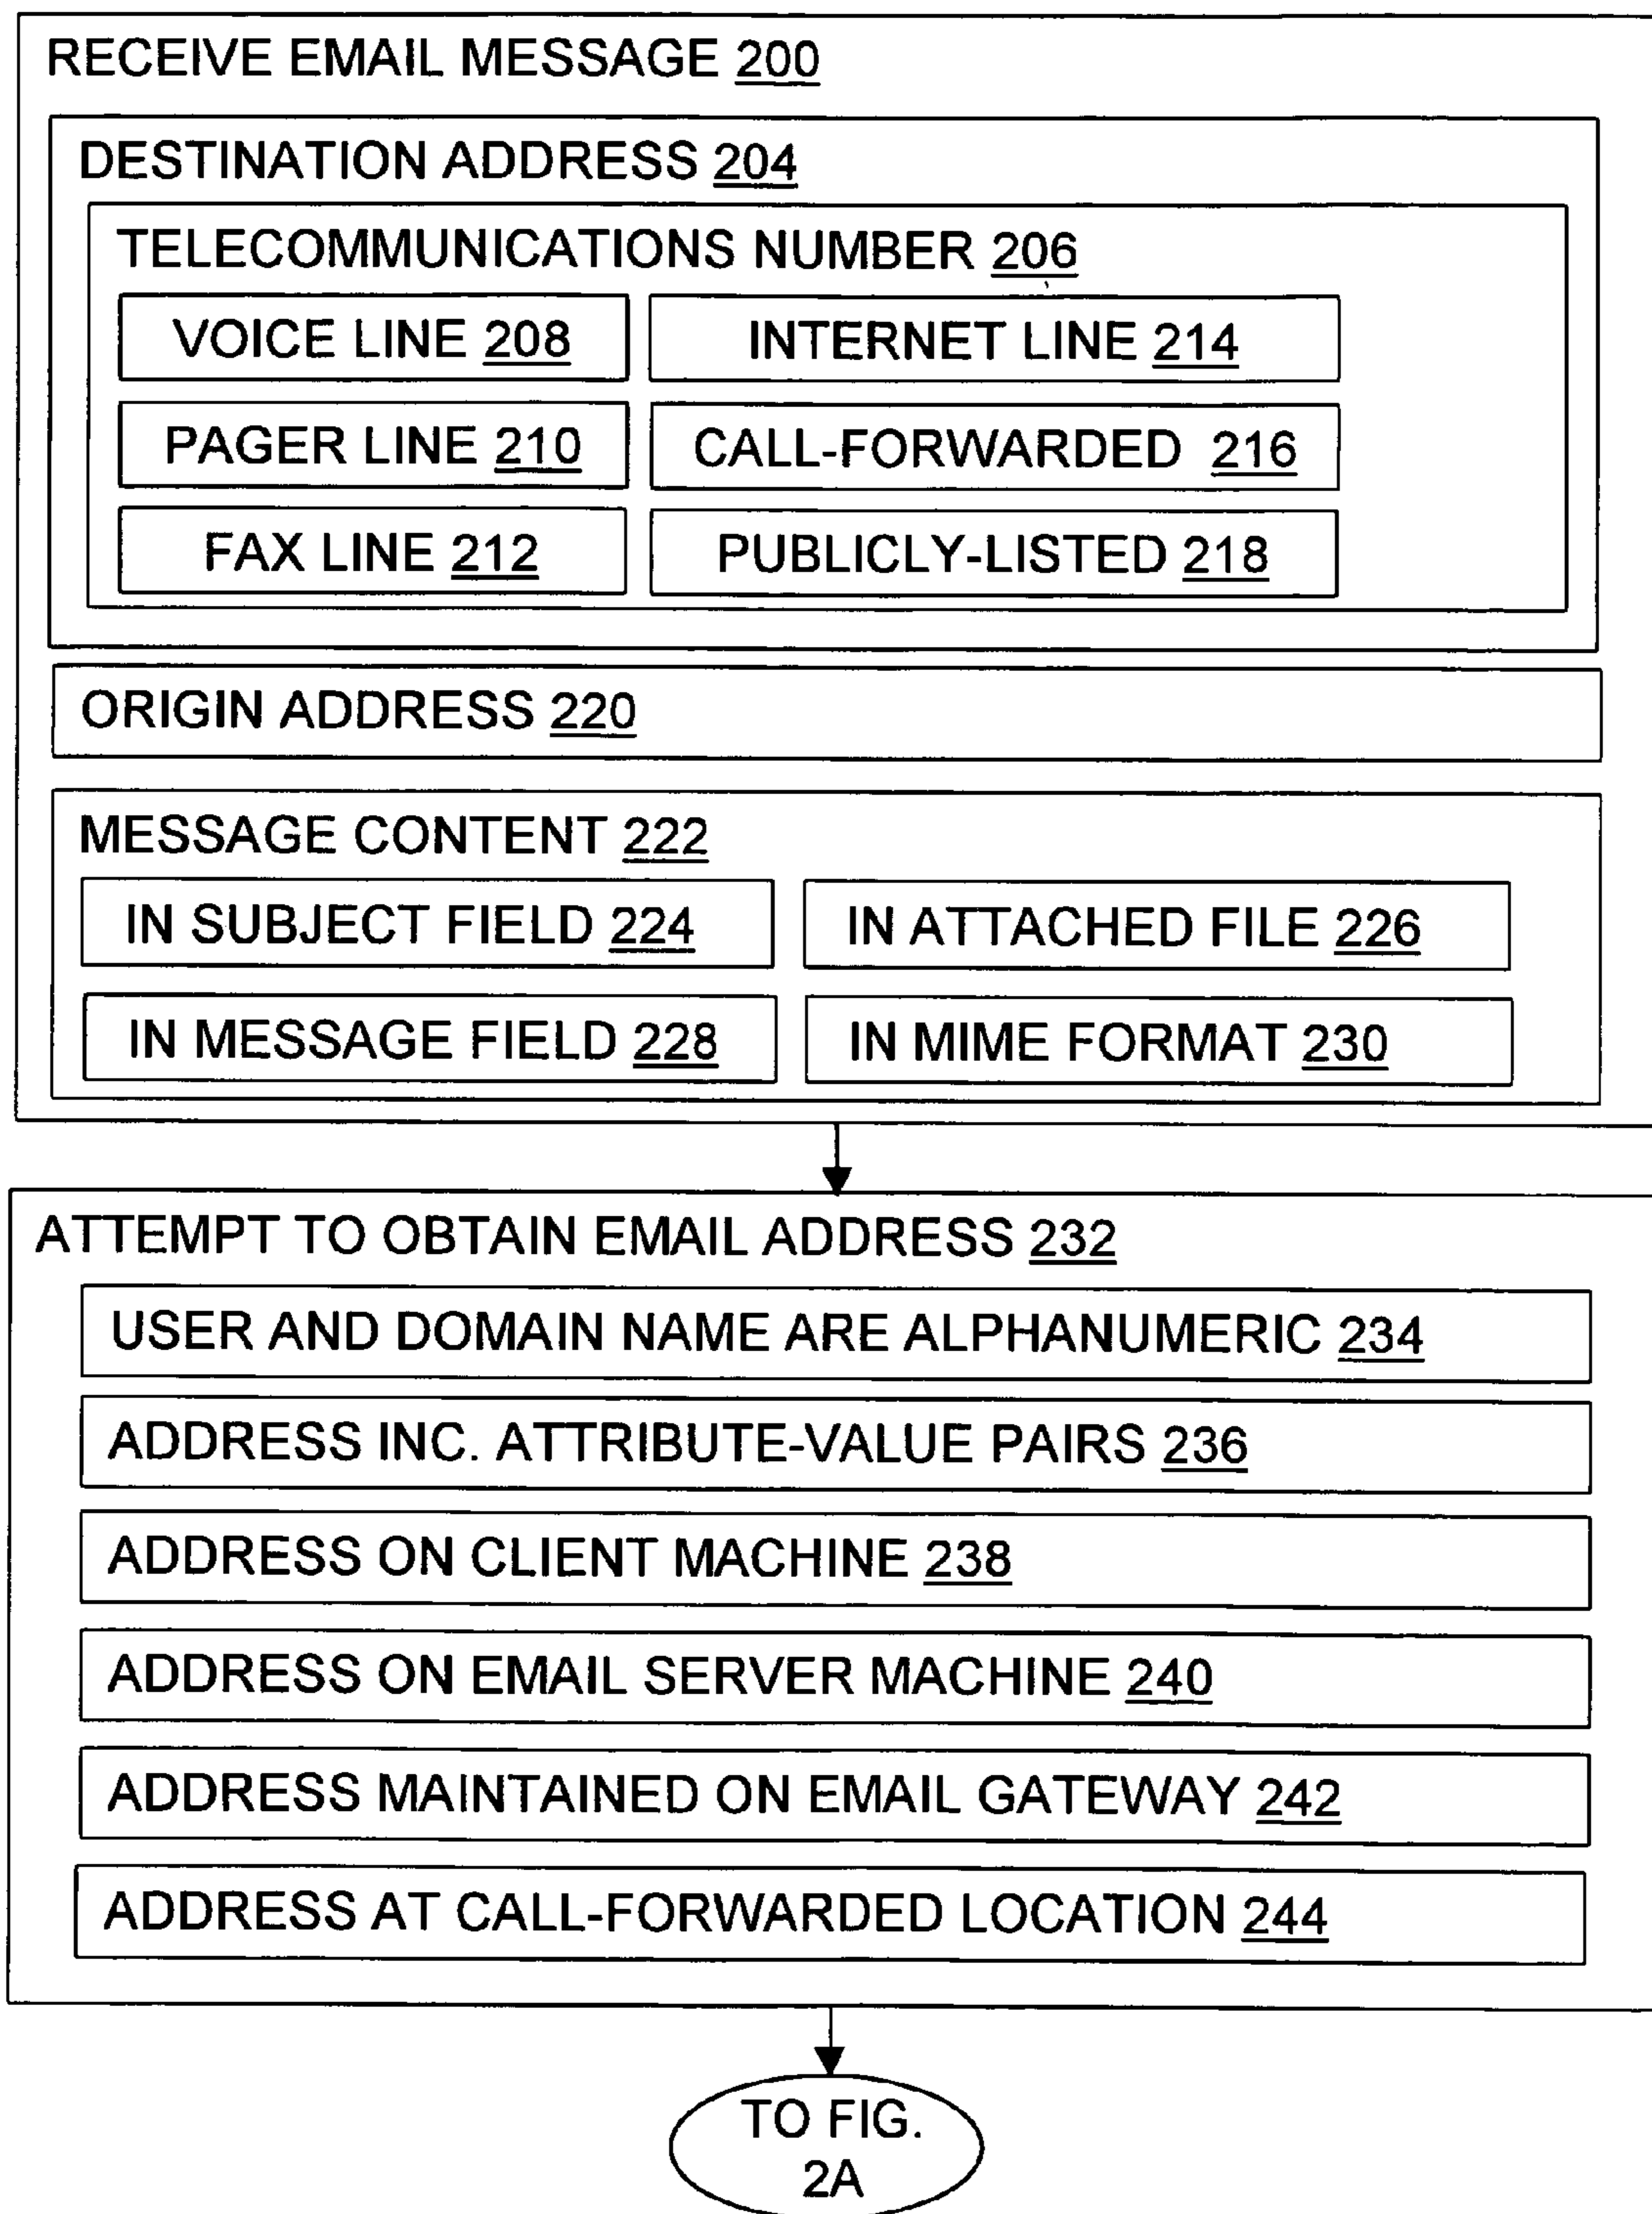 RECEIVE EMAIL MESSAGE 200
DESTINATION ADDRESS 204
TELECOMMUNICATIONS NUMBER 206
VOICE LINE 208
INTERNET LINE 214
PAGER LINE 210
CALL-FORWARDED 216
FAX LINE 212
PUBLICLY-LISTED 218
ORIGIN ADDRESS 220
MESSAGE CONTENT 222
IN SUBJECT FIELD 224
IN ATTACHED FILE 226
IN MESSAGE FIELD 228
IN MIME FORMAT 230
ATTEMPT TO OBTAIN EMAIL ADDRESS 232
USER AND DOMAIN NAME ARE ALPHANUMERIC 234
ADDRESS INC. ATTRIBUTE-VALUE PAIRS 236
ADDRESS ON CLIENT MACHINE 238
ADDRESS ON EMAIL SERVER MACHINE 240
ADDRESS MAINTAINED ON EMAIL GATEWAY 242
ADDRESS AT CALL-FORWARDED LOCATION 244
TO FIG.
2A